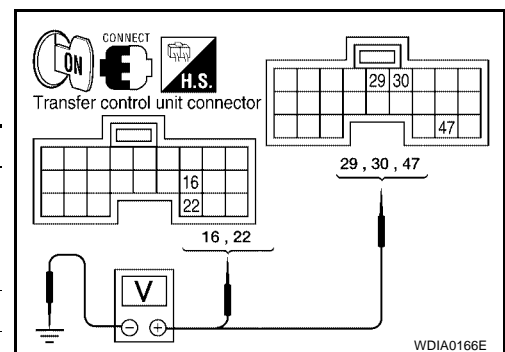 CONNECT
ON
H.S.
Transfer control unit connector
29 30
47
29 , 30 , 47
16
22
16 , 22
V
WDIA0166E